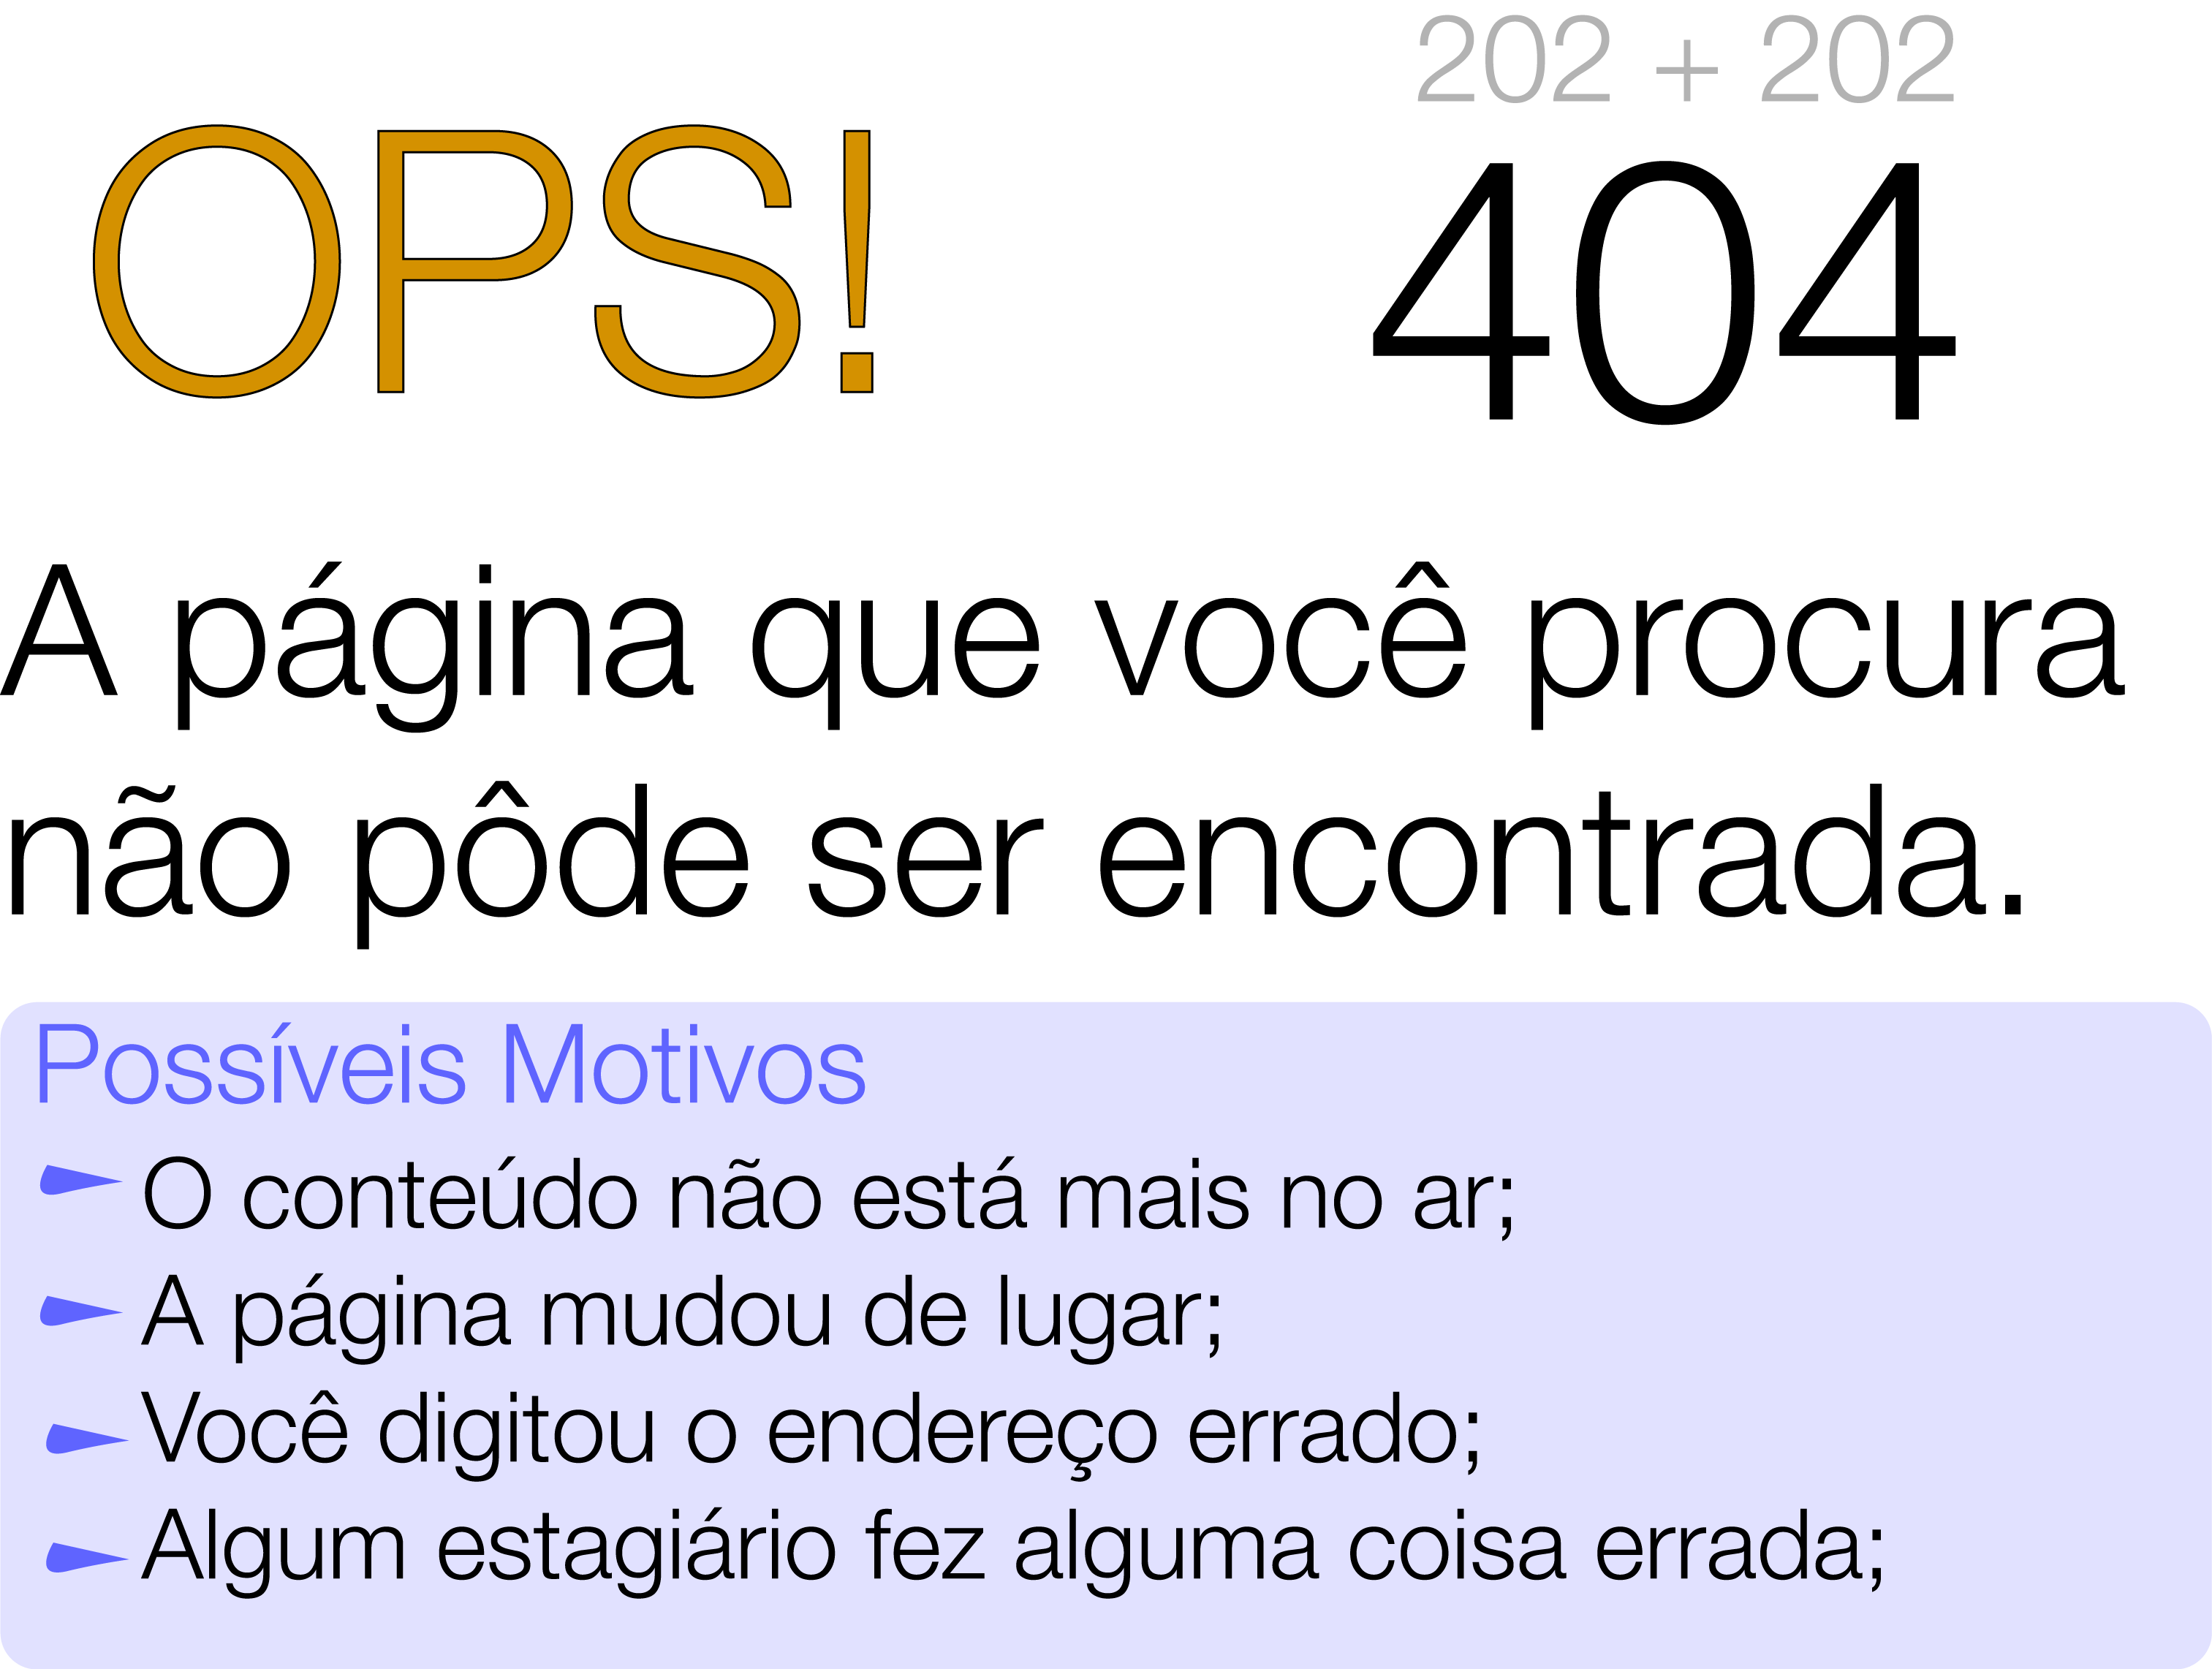 202 + 202
OPS!
404
A página que você procura
não pôde ser encontrada.
Possíveis Motivos
O conteúdo não está mais no ar;
A página mudou de lugar;
Você digitou o endereço errado;
Algum estagiário fez alguma coisa errada;